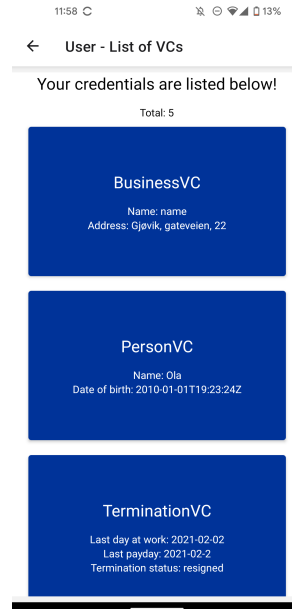 11:58
13%
User - List of VCs
Your credentials are listed below!
Total: 5
BusinessVC
Name: name
Address: Gjøvik, gateveien, 22
PersonVC
Name: Ola
Date of birth: 2010-01-01T19:23:24Z
TerminationVC
Last day at work: 2021-02-02
Last payday: 2021-02-2
Termination status: resigned